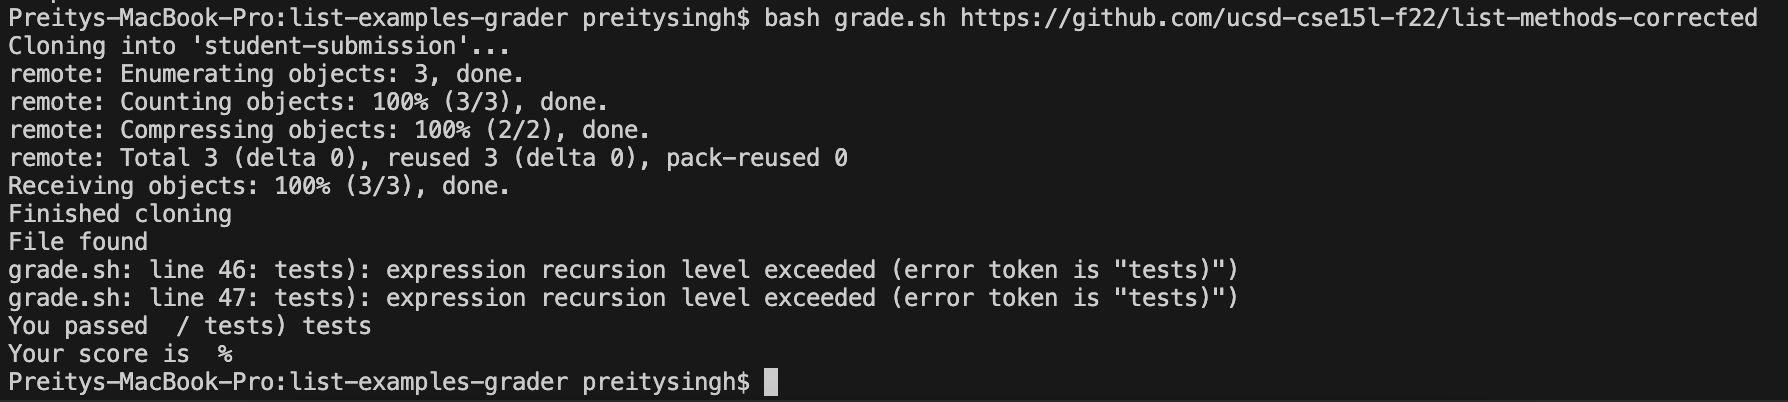 Preitys-MacBook-Pro:list-examples-grader preitysingh$ bash grade.sh https://github.com/ucsd-cse15l-f22/list-methods-corrected
Cloning into 'student-submission'...
remote: Enumerating objects: 3, done.
remote: Counting objects: 100% (3/3), done.
remote: Compressing objects: 100% (2/2), done.
remote: Total 3 (delta 0), reused 3 (delta 0), pack-reused 0
Receiving objects: 100% (3/3), done.
Finished cloning
File found
grade.sh: line 46: tests): expression recursion level exceeded (error token is "tests)")
grade.sh: line 47: tests): expression recursion level exceeded (error token is "tests)")
You passed  / tests) tests
Your score is  %
Preitys-MacBook-Pro:list-examples-grader preitysingh$